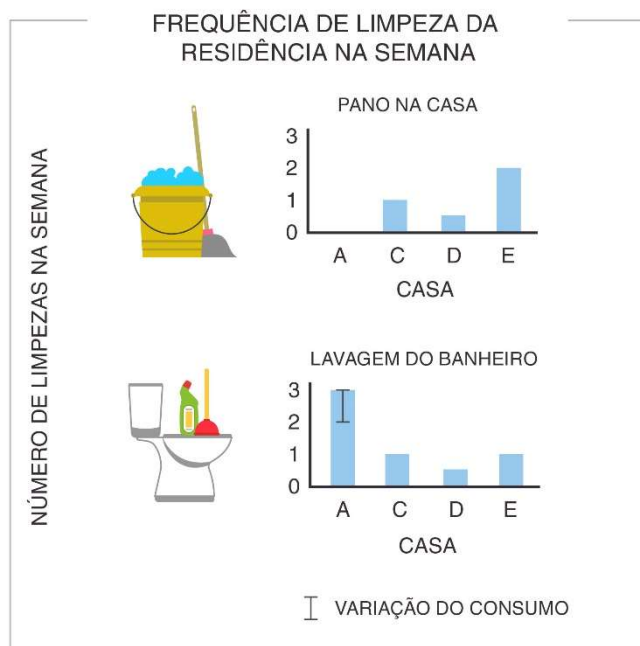 FREQUÊNCIA DE LIMPEZA DA
RESIDÊNCIA NA SEMANA
NÚMERO DE LIMPEZAS NA SEMANA
PANO NA CASA
3
2
1
0
A C D E
CASA
LAVAGEM DO BANHEIRO
3
2
1
0
A C D E
CASA
VARIAÇÃO DO CONSUMO